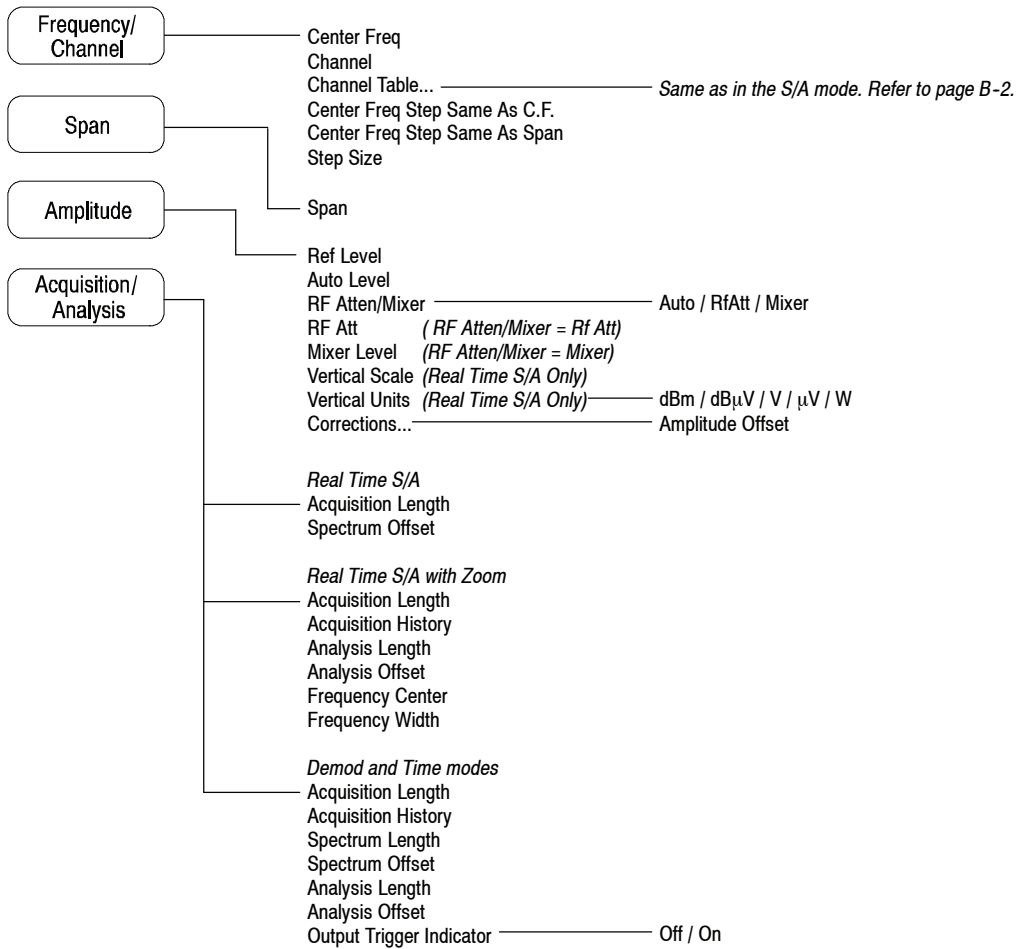 Frequency/
Channel
Center Freq
Channel
Channel Table... Same as in the S/A mode. Refer to page B-2.
Center Freq Step Same As C.F.
Center Freq Step Same As Span
Step Size
Span
Span
Amplitude
Ref Level
Auto Level
RF Atten/Mixer Auto / RfAtt / Mixer
RF Att ( RF Atten/Mixer = Rf Att)
Mixer Level (RF Atten/Mixer = Mixer)
Vertical Scale (Real Time S/A Only)
Vertical Units (Real Time S/A Only) dBm / dBμV / V / μV / W
Corrections... Amplitude Offset
Acquisition/
Analysis
Real Time S/A
Acquisition Length
Spectrum Offset
Real Time S/A with Zoom
Acquisition Length
Acquisition History
Analysis Length
Analysis Offset
Frequency Center
Frequency Width
Demod and Time modes
Acquisition Length
Acquisition History
Spectrum Length
Spectrum Offset
Analysis Length
Analysis Offset
Output Trigger Indicator Off / On